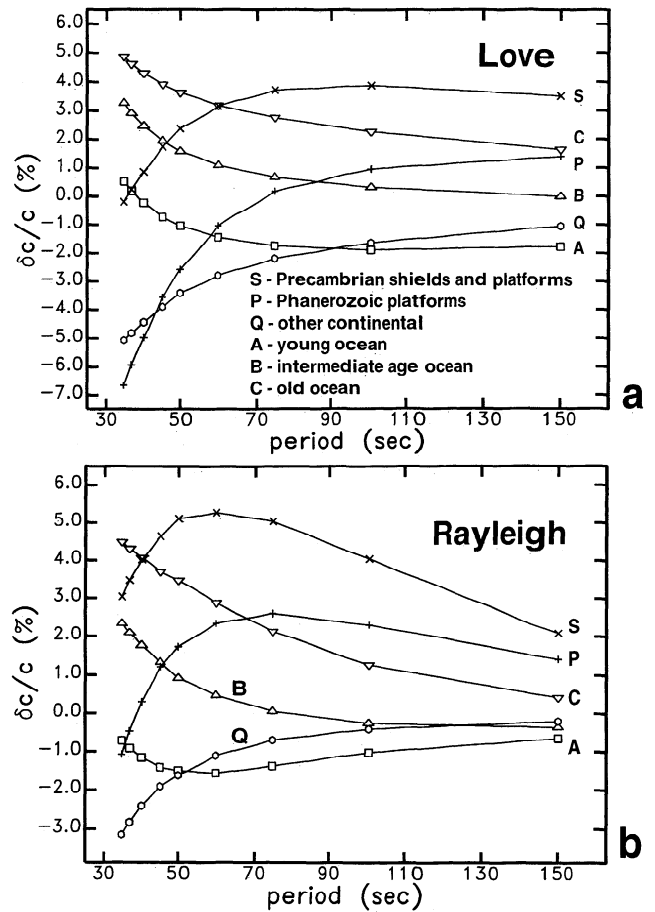 6.0
5.0
4.0
3.0
2.0
1.0
0.0
−1.0
−2.0
−3.0
−4.0
−5.0
−6.0
−7.0
δc/c (%)
Love
S
C
P
B
Q
A
S - Precambrian shields and platforms
P - Phanerozoic platforms
Q - other continental
A - young ocean
B - intermediate age ocean
C - old ocean
30 50 70 90 110 130 150
period (sec)
a
6.0
5.0
4.0
3.0
2.0
1.0
0.0
−1.0
−2.0
−3.0
δc/c (%)
Rayleigh
S
P
C
B
Q
A
30 50 70 90 110 130 150
period (sec)
b